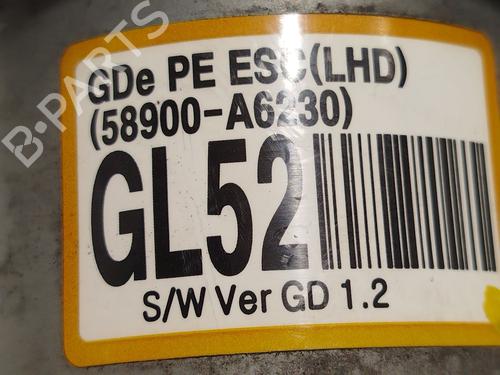 GDe PE ESC(LHD)
(58900-A6230)
GL52
S/W Ver GD 1.2
B-PARTS